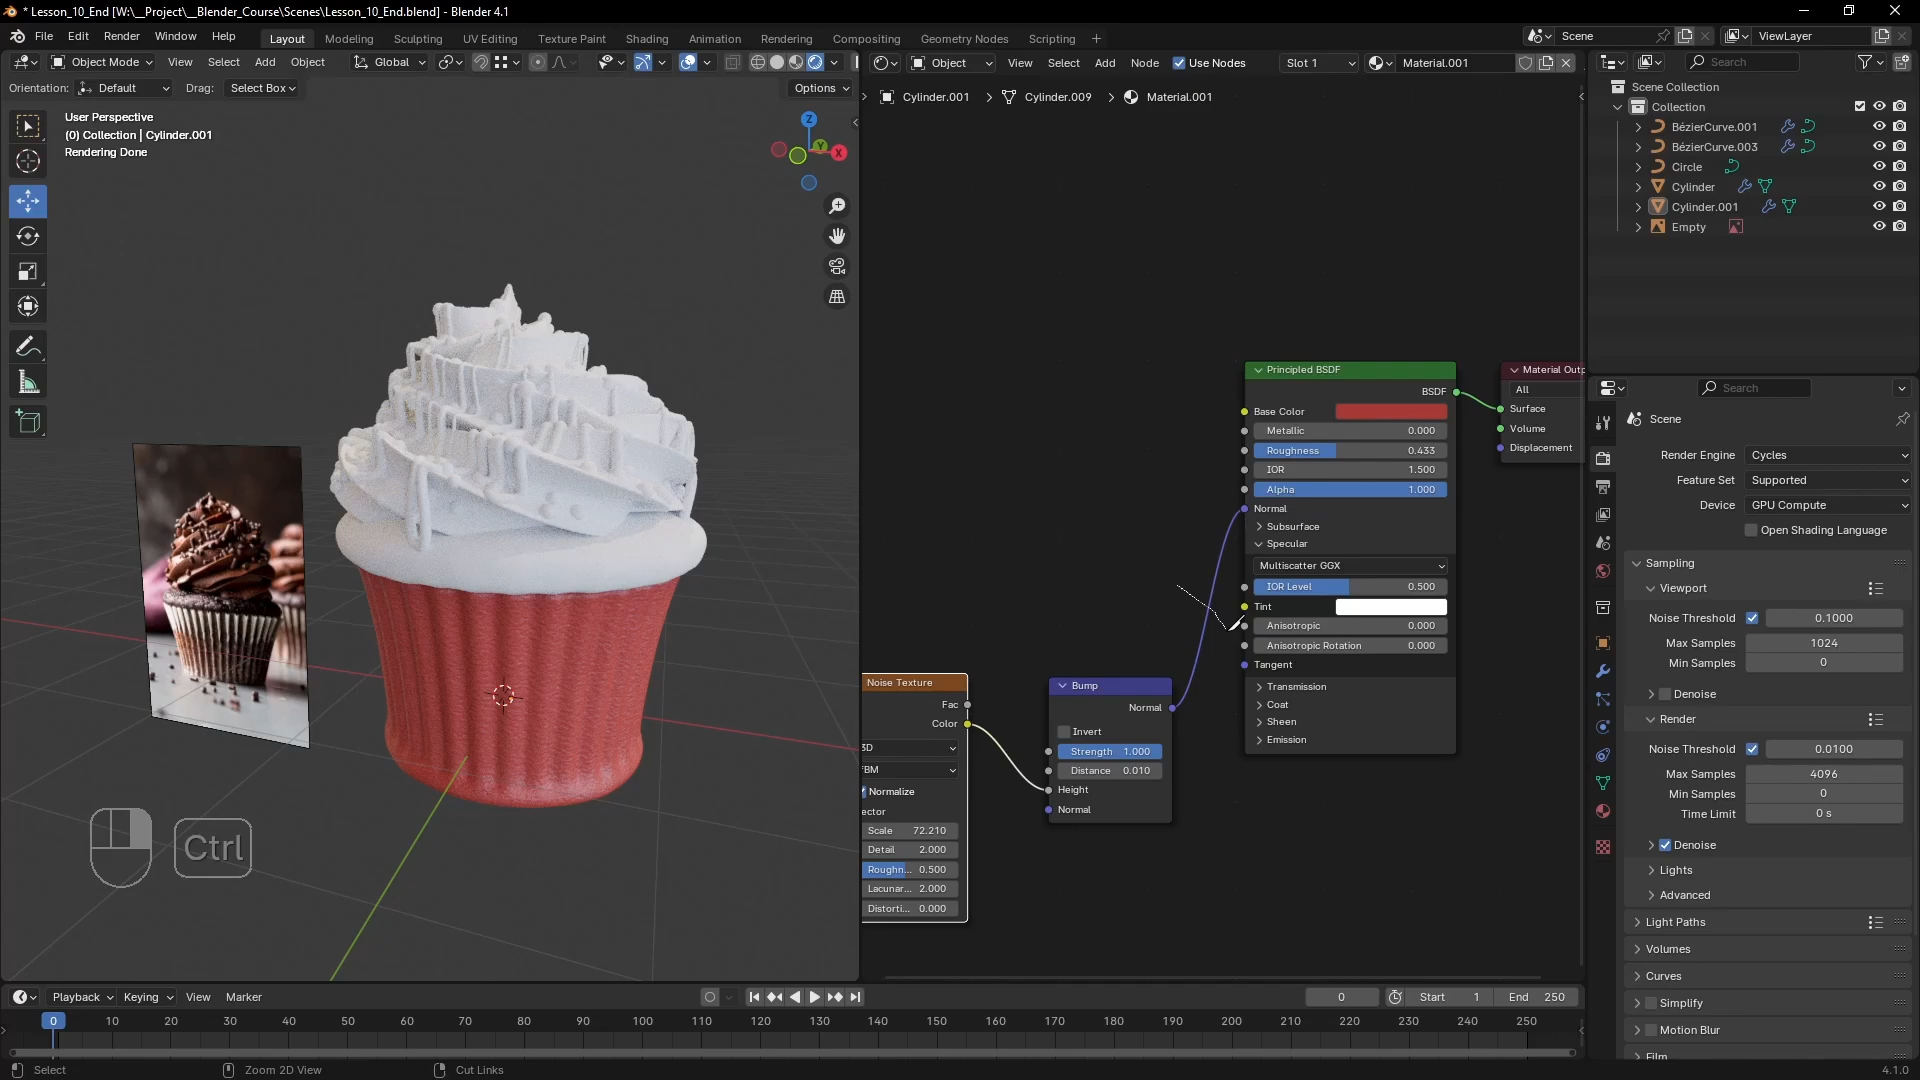 * Lesson_10_End [W:\__Project\__Blender_Course\Scenes\Lesson_10_End.blend] - Blender 4.1
File Edit Render Window Help
Layout Modeling Sculpting UV Editing Texture Paint Shading Animation Rendering Compositing Geometry Nodes Scripting +
Scene
ViewLayer
Object Mode View Select Add Object
Global
Object View Select Add Node Use Nodes
Slot 1
Material.001
Search
Orientation: Default Drag: Select Box
Options
Cylinder.001 > Cylinder.009 > Material.001
User Perspective
(0) Collection | Cylinder.001
Rendering Done
Z
Y
X
Scene Collection
Collection
BézierCurve.001
BézierCurve.003
Circle
Cylinder
Cylinder.001
Empty
Principled BSDF
BSDF
Base Color
Metallic 0.000
Roughness 0.433
IOR 1.500
Alpha 1.000
Normal
Subsurface
Specular
Multiscatter GGX
IOR Level 0.500
Tint
Anisotropic 0.000
Anisotropic Rotation 0.000
Tangent
Transmission
Coat
Sheen
Emission
Material Outp
All
Surface
Volume
Displacement
Noise Texture
Fac
Color
3D
fBM
Normalize
ector
Scale 72.210
Detail 2.000
Roughn... 0.500
Lacunar... 2.000
Distorti... 0.000
Bump
Normal
Invert
Strength 1.000
Distance 0.010
Height
Normal
Ctrl
Search
Scene
Render Engine Cycles
Feature Set Supported
Device GPU Compute
Open Shading Language
Sampling
Viewport
Noise Threshold 0.1000
Max Samples 1024
Min Samples 0
Denoise
Render
Noise Threshold 0.0100
Max Samples 4096
Min Samples 0
Time Limit 0 s
Denoise
Lights
Advanced
Light Paths
Volumes
Curves
Simplify
Motion Blur
Film
Playback Keying View Marker
0
Start 1
End 250
0 10 20 30 40 50 60 70 80 90 100 110 120 130 140 150 160 170 180 190 200 210 220 230 240 250
Select Zoom 2D View Cut Links
4.1.0